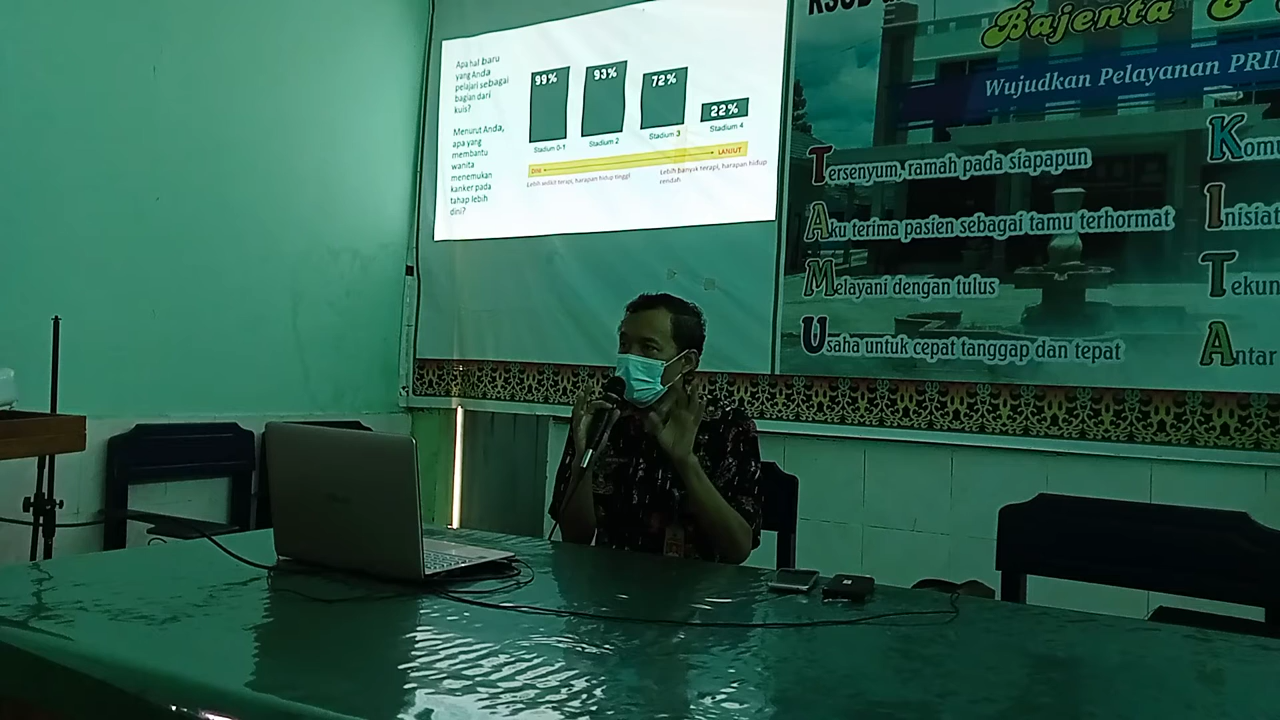 Apa hal baru
yang Anda
pelajari sebagai
bagian dari
kuis?
Menurut Anda,
apa yang
membantu
wanita
menemukan
kanker pada
tahap lebih
dini?
99%
93%
72%
22%
Stadium 0-1
Stadium 2
Stadium 3
Stadium 4
DINI
LANJUT
Lebih sedikit terapi, harapan hidup tinggi
Lebih banyak terapi, harapan hidup
rendah.
RSUD
Bajenta &
Wujudkan Pelayanan PRI
Tersenyum, ramah pada siapapun
Aku terima pasien sebagai tamu terhormat
Melayani dengan tulus
Usaha untuk cepat tanggap dan tepat
Komu
Inisiat
Tekun
Antar